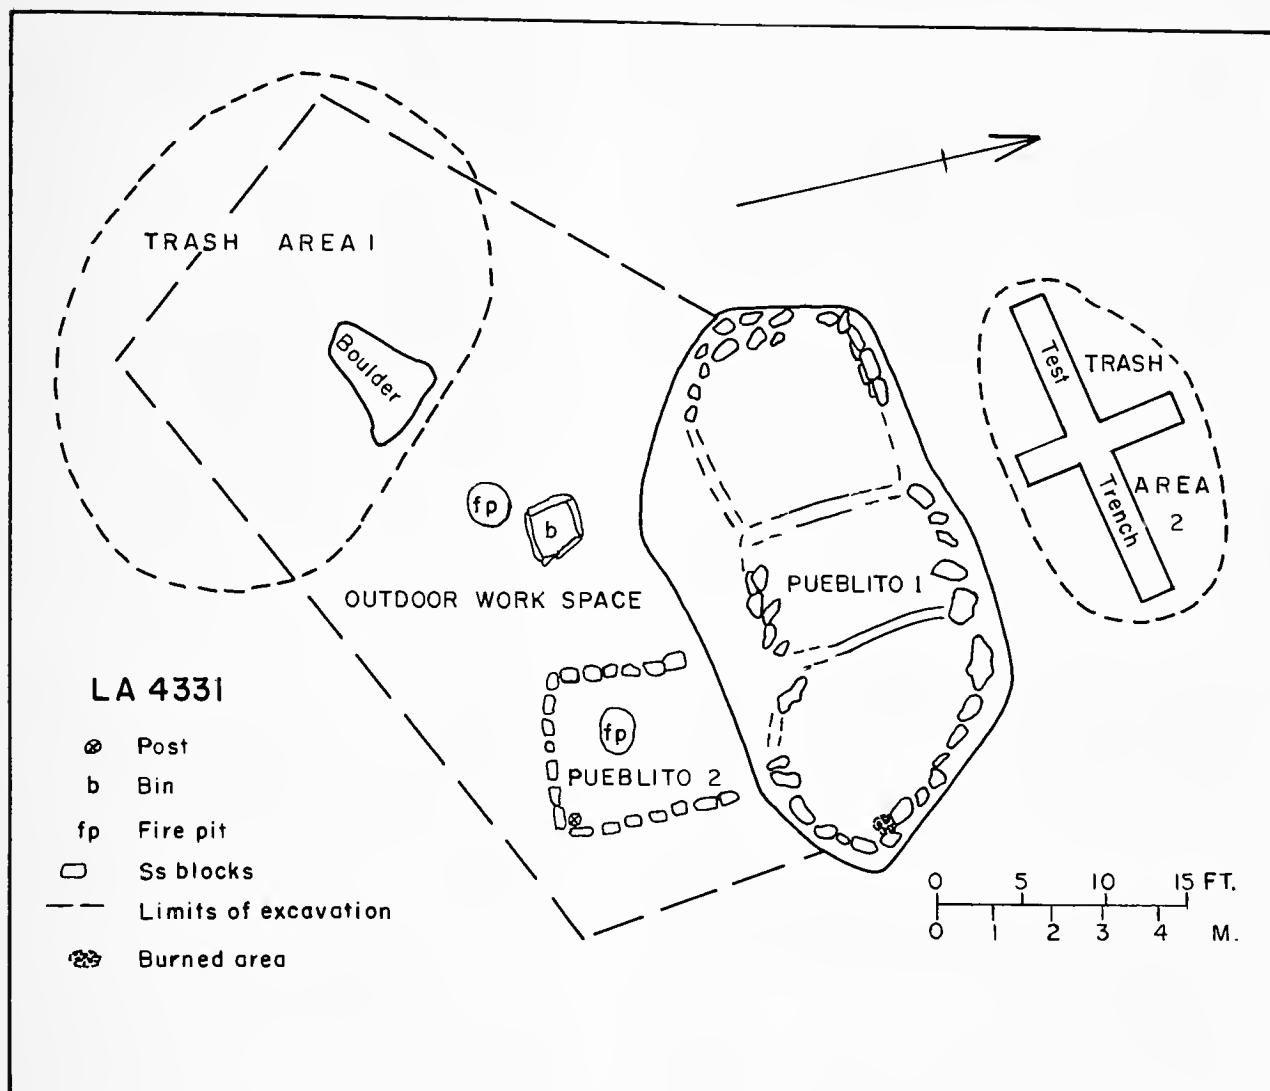 TRASH AREA 1
Boulder
Test
TRASH
Trench
AREA
2
fp
b
OUTDOOR WORK SPACE
PUEBLITO 1
fp
PUEBLITO 2
LA 4331
Post
b Bin
fp Fire pit
Ss blocks
Limits of excavation
Burned area
0 5 10 15 FT.
0 1 2 3 4 M.